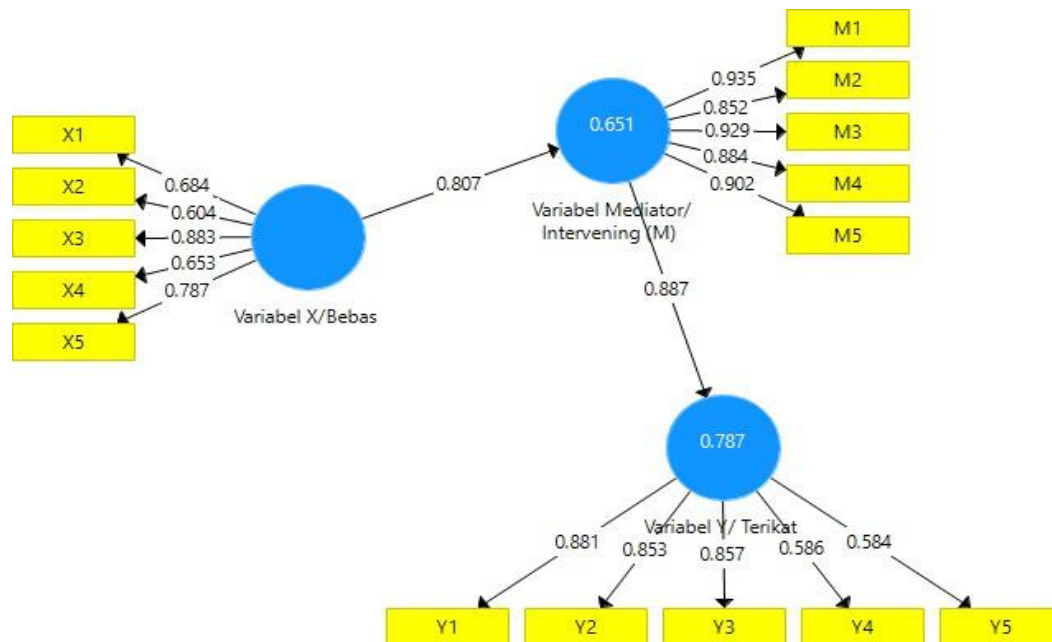 M1
0.935
M2
0.852
0.651
0.929
M3
0.884
M4
0.902
M5
Variabel Mediator/
Intervening (M)
X1
0.684
X2
0.604
X3
0.883
0.653
X4
0.787
X5
0.807
Variabel X/Bebas
0.887
0.787
Variabel Y/ Terikat
0.881
0.853
0.857
0.586
0.584
Y1
Y2
Y3
Y4
Y5